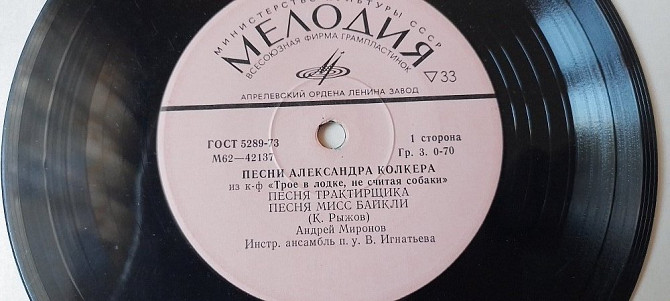 МИНИСТЕРСТВО КУЛЬТУРЫ СССР
МЕЛОДИЯ
ВСЕСОЮЗНАЯ ФИРМА ГРАМПЛАСТИНОК
▽33
АПРЕЛЕВСКИЙ ОРДЕНА ЛЕНИНА ЗАВОД
ГОСТ 5289-73
1 сторона
М62—42137
Гр. 3. 0-70
ПЕСНИ АЛЕКСАНДРА КОЛКЕРА
из к-ф «Трое в лодке, не считая собаки»
ПЕСНЯ ТРАКТИРЩИКА
ПЕСНЯ МИСС БАЙКЛИ
(К. Рыжов)
Андрей Миронов
Инстр. ансамбль п. у. В. Игнатьева